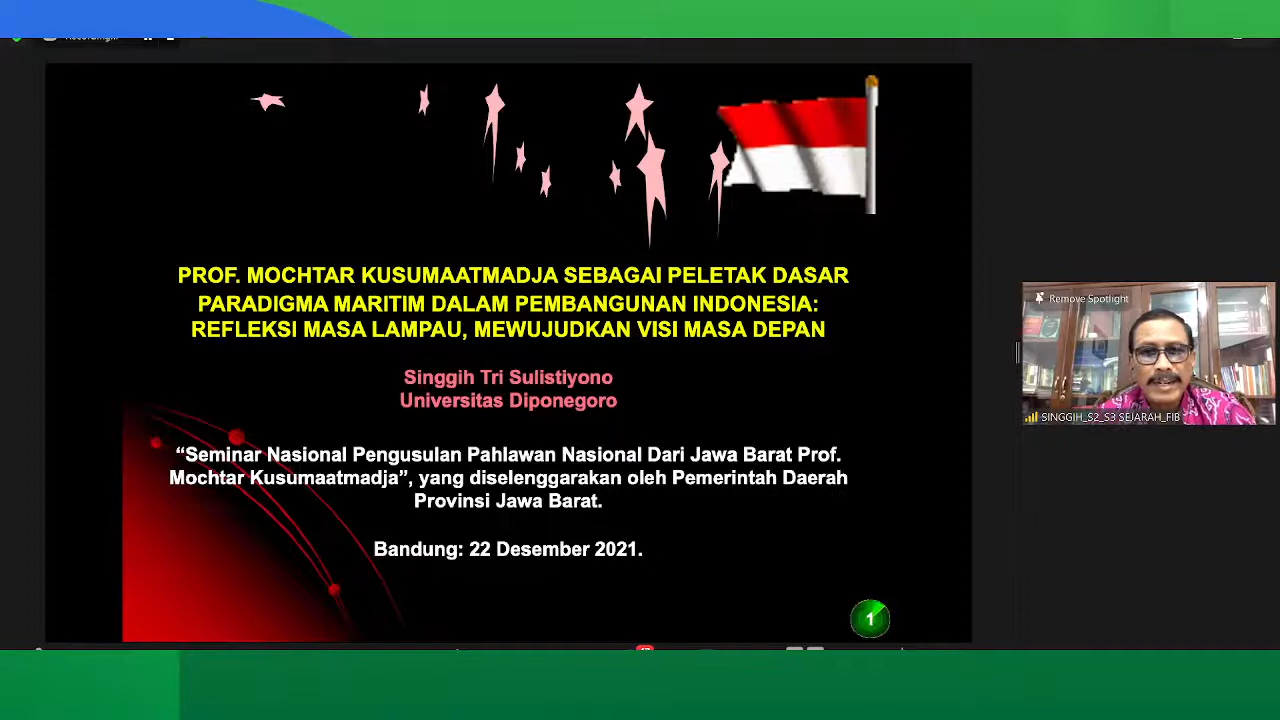 PROF. MOCHTAR KUSUMAATMADJA SEBAGAI PELETAK DASAR
PARADIGMA MARITIM DALAM PEMBANGUNAN INDONESIA:
REFLEKSI MASA LAMPAU, MEWUJUDKAN VISI MASA DEPAN
Singgih Tri Sulistiyono
Universitas Diponegoro
“Seminar Nasional Pengusulan Pahlawan Nasional Dari Jawa Barat Prof.
Mochtar Kusumaatmadja”, yang diselenggarakan oleh Pemerintah Daerah
Provinsi Jawa Barat.
Bandung: 22 Desember 2021.
1
Remove Spotlight
SINGGIH_S2_S3 SEJARAH_FIB